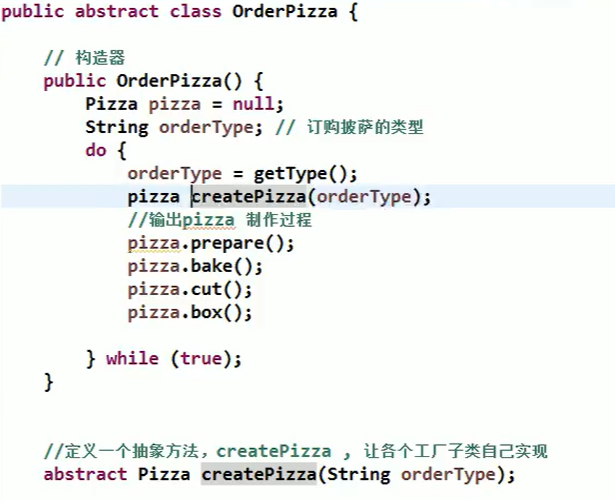 public abstract class OrderPizza {
// 构造器
public OrderPizza() {
Pizza pizza = null;
String orderType; // 订购披萨的类型
do {
orderType = getType();
pizza createPizza(orderType);
//输出pizza 制作过程
pizza.prepare();
pizza.bake();
pizza.cut();
pizza.box();
} while (true);
}
//定义一个抽象方法，createPizza , 让各个工厂子类自己实现
abstract Pizza createPizza(String orderType);